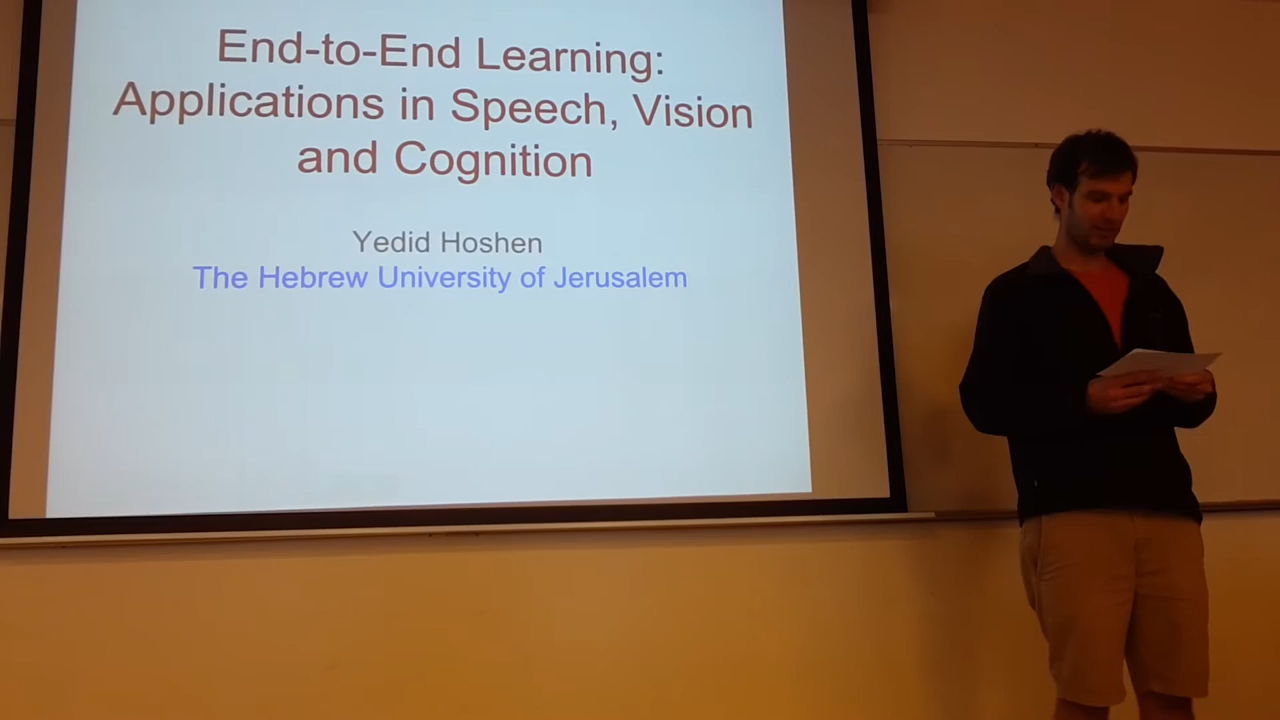 End-to-End Learning:
Applications in Speech, Vision
and Cognition
Yedid Hoshen
The Hebrew University of Jerusalem